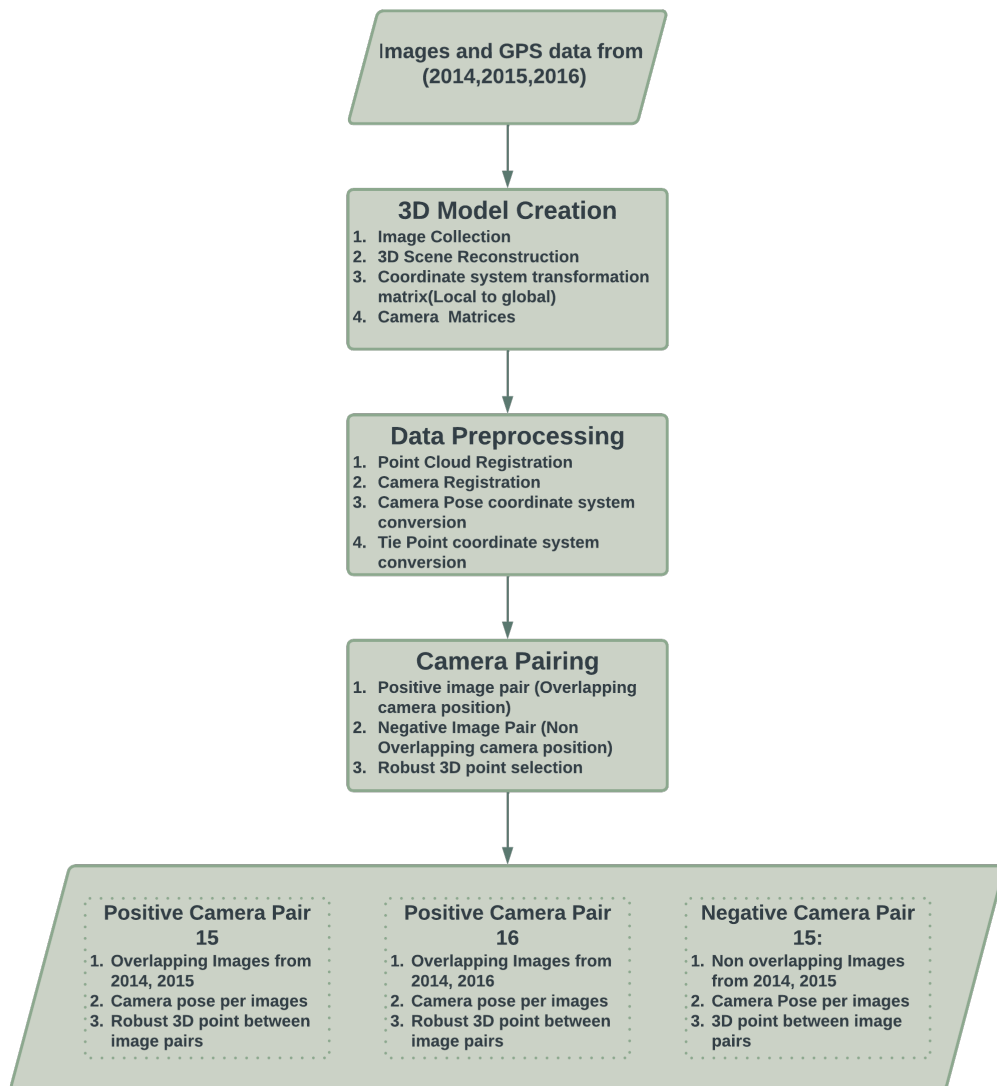 Images and GPS data from
(2014,2015,2016)
3D Model Creation
1. Image Collection
2. 3D Scene Reconstruction
3. Coordinate system transformation
matrix(Local to global)
4. Camera Matrices
Data Preprocessing
1. Point Cloud Registration
2. Camera Registration
3. Camera Pose coordinate system
conversion
4. Tie Point coordinate system
conversion
Camera Pairing
1. Positive image pair (Overlapping
camera position)
2. Negative Image Pair (Non
Overlapping camera position)
3. Robust 3D point selection
Positive Camera Pair
15
1. Overlapping Images from
2014, 2015
2. Camera pose per images
3. Robust 3D point between
image pairs
Positive Camera Pair
16
1. Overlapping Images from
2014, 2016
2. Camera pose per images
3. Robust 3D point between
image pairs
Negative Camera Pair
15:
1. Non overlapping Images
from 2014, 2015
2. Camera Pose per images
3. 3D point between image
pairs